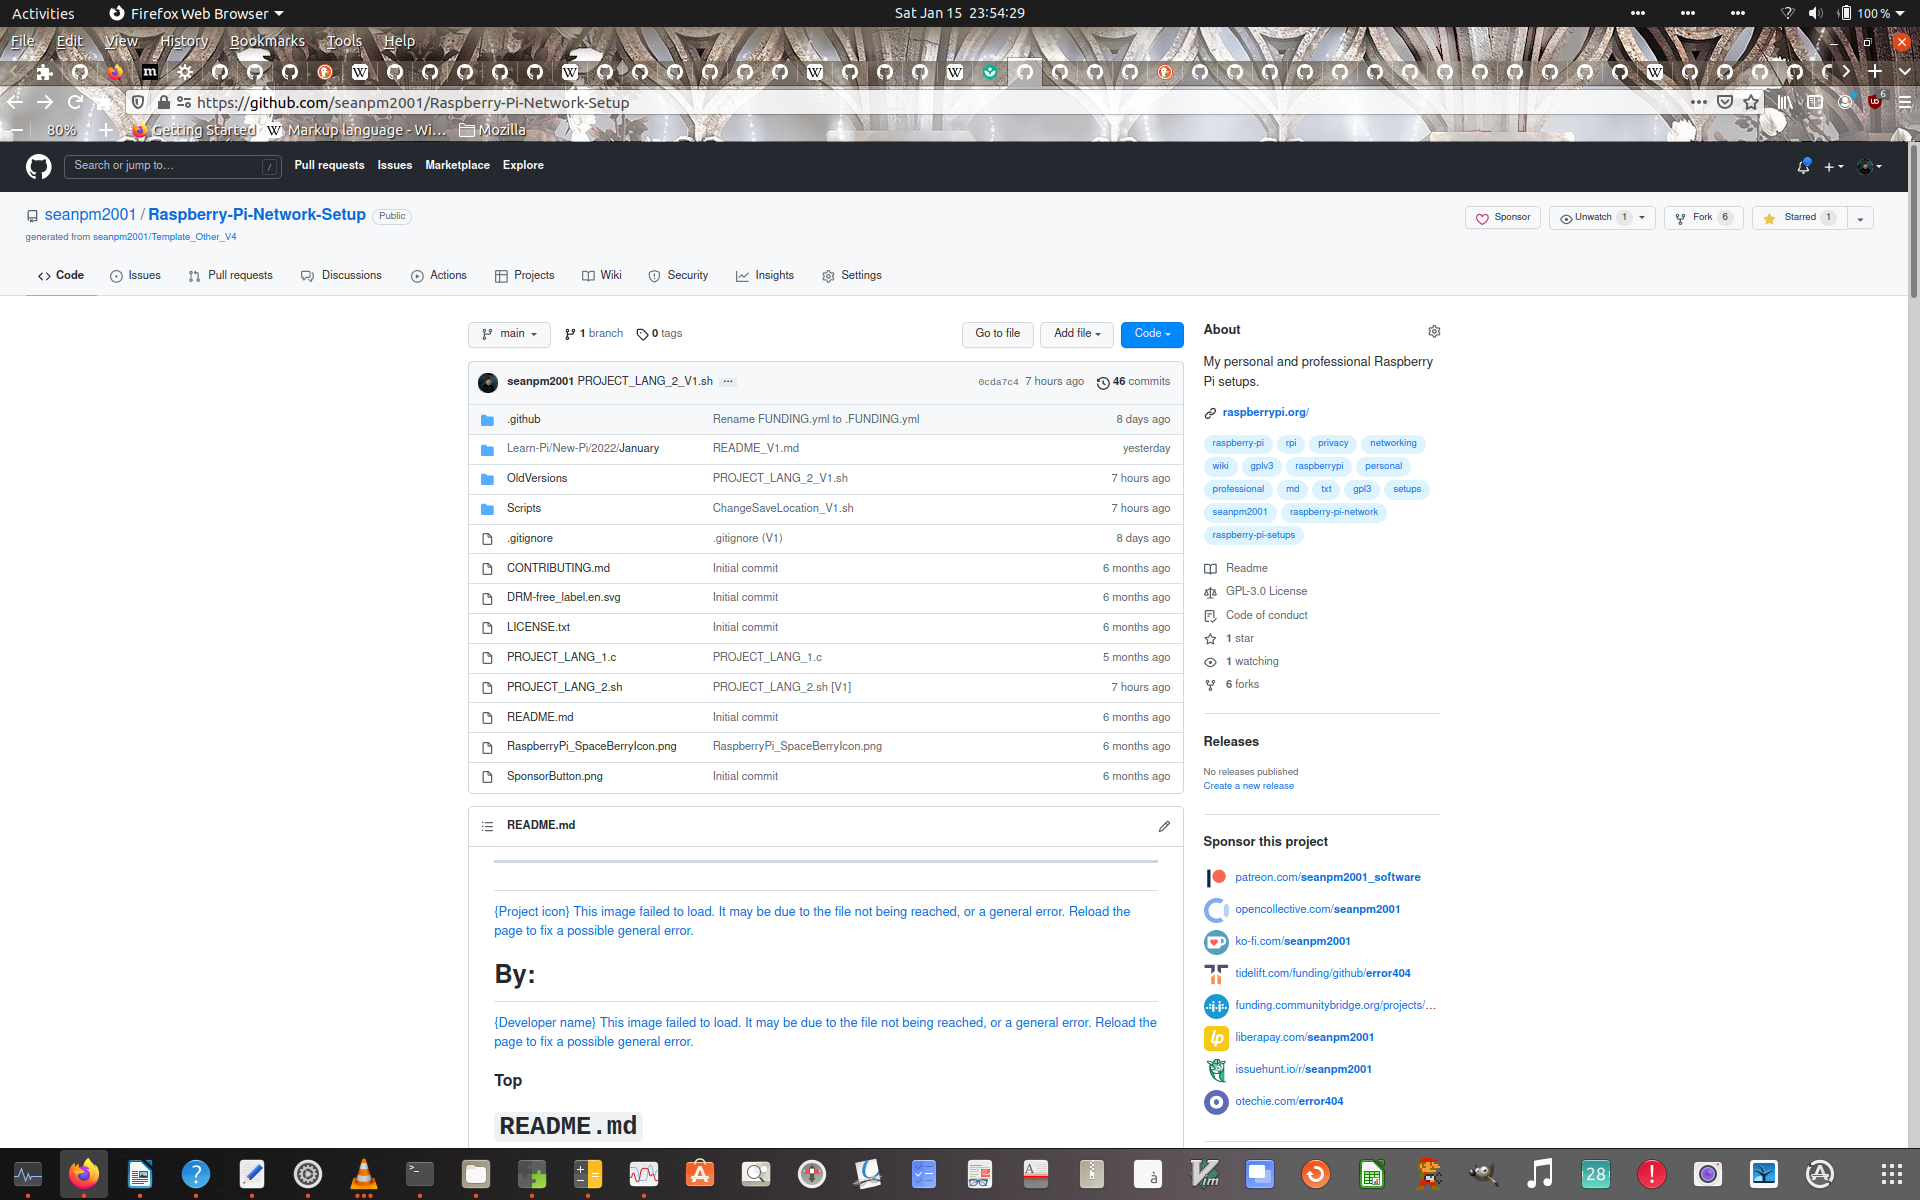 Activities
Firefox Web Browser
Sat Jan 15 23:54:29
100 %
File Edit View History Bookmarks Tools Help
https://github.com/seanpm2001/Raspberry-Pi-Network-Setup
6
80%
Getting Started
Markup language - Wi…
Mozilla
Search or jump to…
/
Pull requests Issues Marketplace Explore
seanpm2001 / Raspberry-Pi-Network-Setup Public
generated from seanpm2001/Template_Other_V4
Sponsor
Unwatch 1
Fork 6
Starred 1
Code Issues Pull requests Discussions Actions Projects Wiki Security Insights Settings
main
1 branch
0 tags
Go to file
Add file
Code
seanpm2001 PROJECT_LANG_2_V1.sh ... 0cda7c4 7 hours ago 46 commits
.github Rename FUNDING.yml to .FUNDING.yml 8 days ago
Learn-Pi/New-Pi/2022/January README_V1.md yesterday
OldVersions PROJECT_LANG_2_V1.sh 7 hours ago
Scripts ChangeSaveLocation_V1.sh 7 hours ago
.gitignore .gitignore (V1) 8 days ago
CONTRIBUTING.md Initial commit 6 months ago
DRM-free_label.en.svg Initial commit 6 months ago
LICENSE.txt Initial commit 6 months ago
PROJECT_LANG_1.c PROJECT_LANG_1.c 5 months ago
PROJECT_LANG_2.sh PROJECT_LANG_2.sh [V1] 7 hours ago
README.md Initial commit 6 months ago
RaspberryPi_SpaceBerryIcon.png RaspberryPi_SpaceBerryIcon.png 6 months ago
SponsorButton.png Initial commit 6 months ago
README.md
{Project icon} This image failed to load. It may be due to the file not being reached, or a general error. Reload the
page to fix a possible general error.
By:
{Developer name} This image failed to load. It may be due to the file not being reached, or a general error. Reload the
page to fix a possible general error.
Top
README.md
About
My personal and professional Raspberry
Pi setups.
raspberrypi.org/
raspberry-pi rpi privacy networking
wiki gplv3 raspberrypi personal
professional md txt gpl3 setups
seanpm2001 raspberry-pi-network
raspberry-pi-setups
Readme
GPL-3.0 License
Code of conduct
1 star
1 watching
6 forks
Releases
No releases published
Create a new release
Sponsor this project
patreon.com/seanpm2001_software
opencollective.com/seanpm2001
ko-fi.com/seanpm2001
tidelift.com/funding/github/error404
funding.communitybridge.org/projects/…
liberapay.com/seanpm2001
issuehunt.io/r/seanpm2001
otechie.com/error404
28